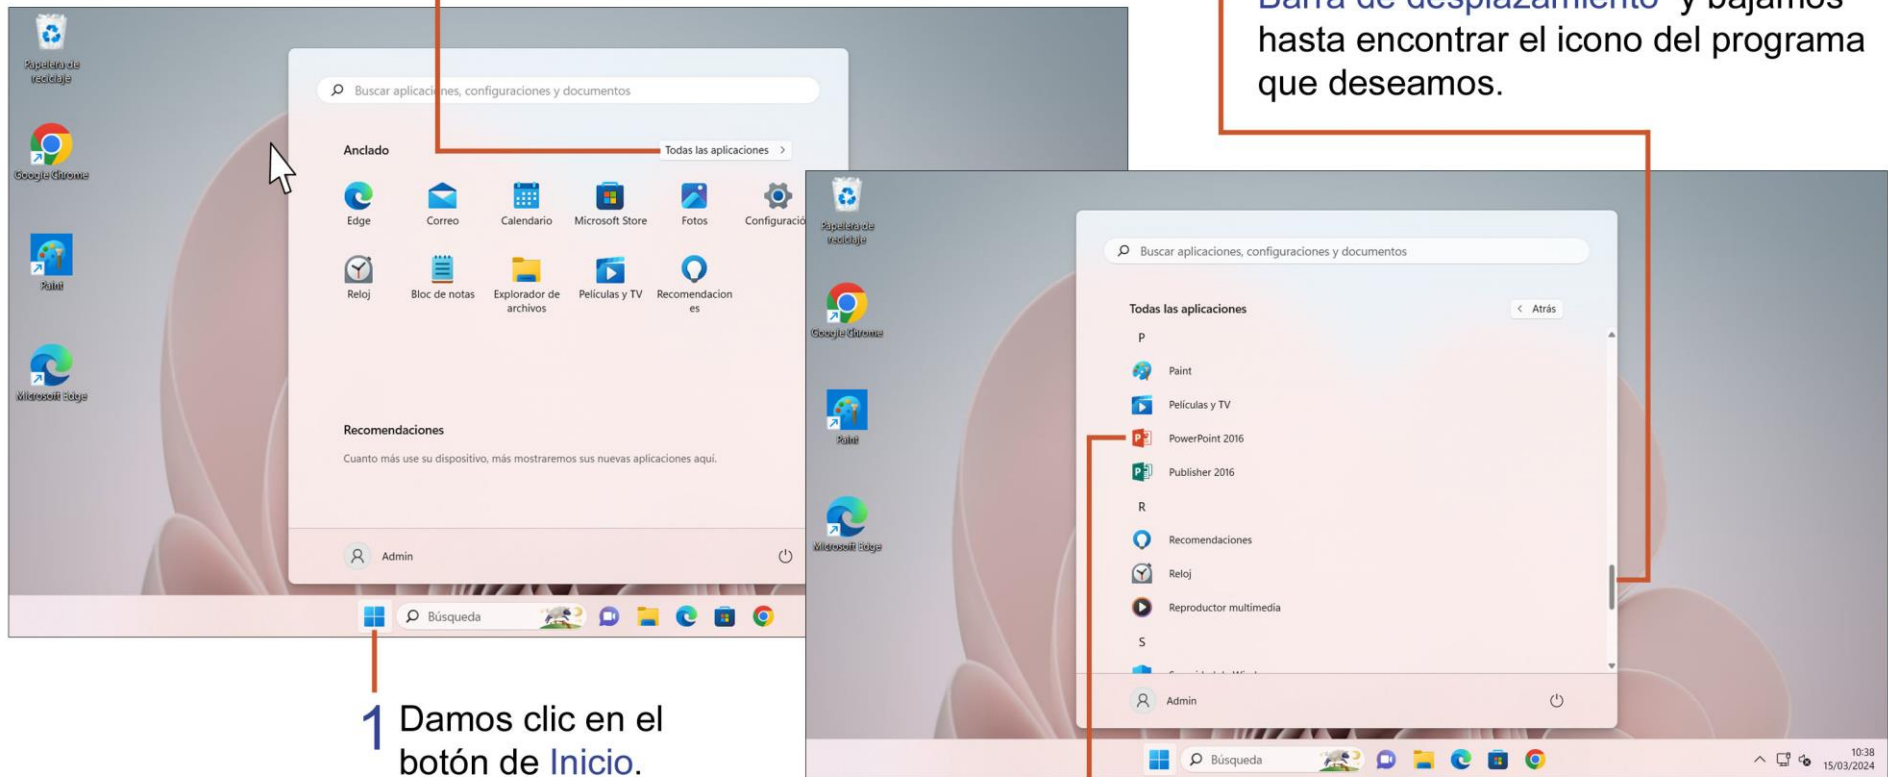 Barra de desplazamiento y bajamos
hasta encontrar el icono del programa
que deseamos.
Papelera de
reciclaje
Google Chrome
Paint
Microsoft Edge
Buscar aplicaciones, configuraciones y documentos
Anclado
Todas las aplicaciones >
Edge
Correo
Calendario
Microsoft Store
Fotos
Configuració
Reloj
Bloc de notas
Explorador de
archivos
Películas y TV
Recomendacion
es
Recomendaciones
Cuanto más use su dispositivo, más mostraremos sus nuevas aplicaciones aquí.
Admin
Búsqueda
1 Damos clic en el
botón de Inicio.
Papelera de
reciclaje
Google Chrome
Paint
Microsoft Edge
Buscar aplicaciones, configuraciones y documentos
Todas las aplicaciones
< Atrás
P
Paint
Películas y TV
PowerPoint 2016
Publisher 2016
R
Recomendaciones
Reloj
Reproductor multimedia
S
Admin
Búsqueda
10:38
15/03/2024